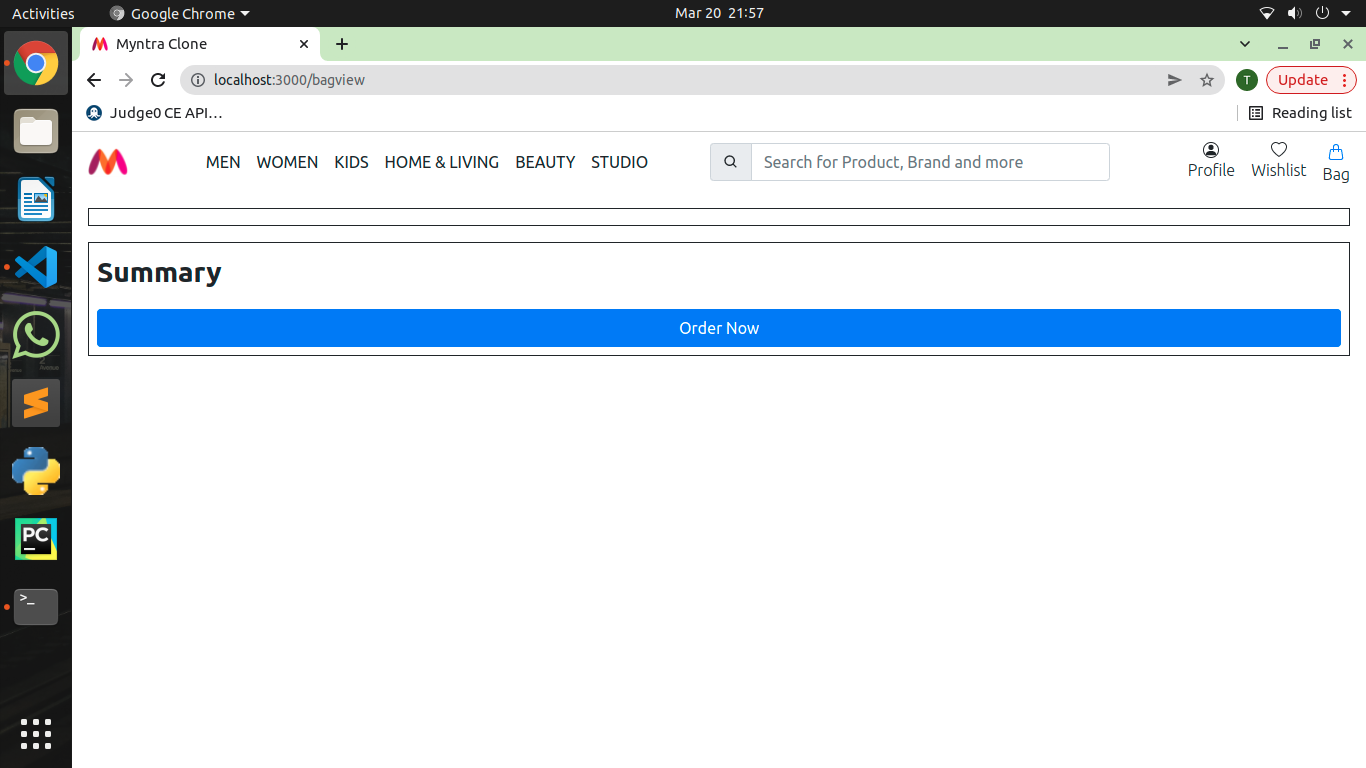 Activities
Google Chrome
Mar 20 21:57
Myntra Clone
localhost:3000/bagview
T
Update
Judge0 CE API…
Reading list
MEN WOMEN KIDS HOME & LIVING BEAUTY STUDIO
Search for Product, Brand and more
Profile
Wishlist
Bag
Summary
Order Now
PC
>_